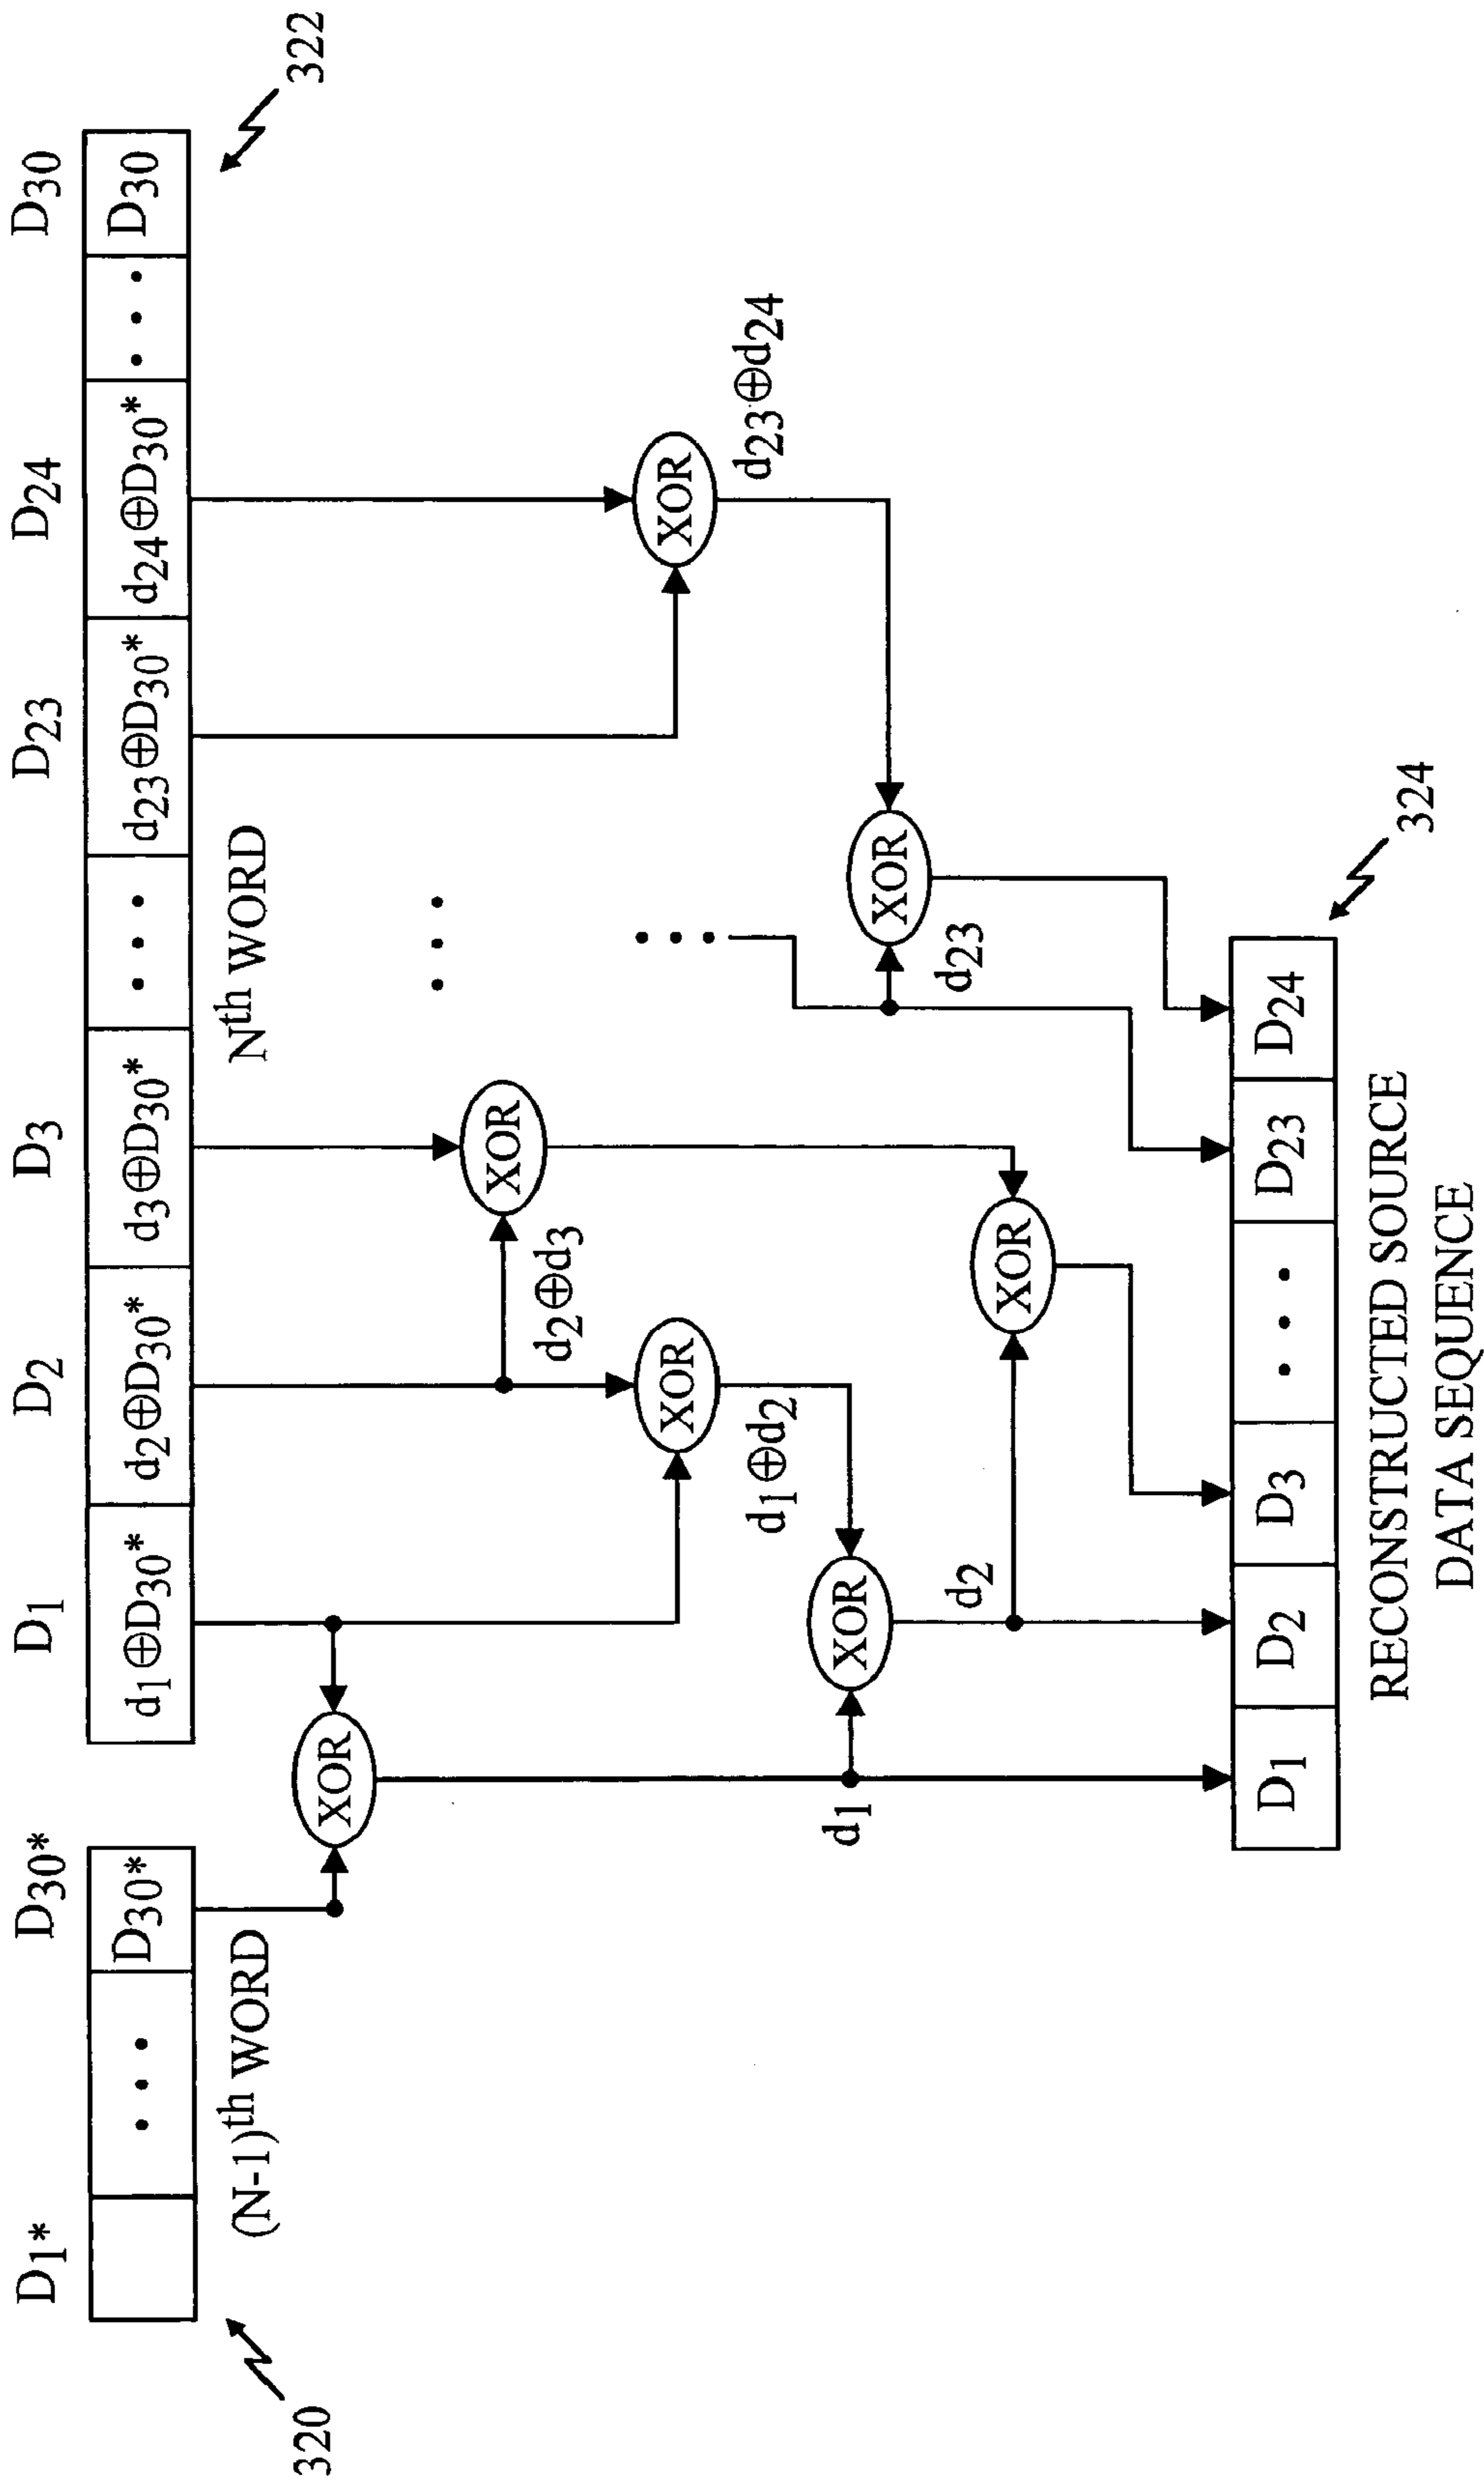 D1* D30* D1 D2 D3 D23 D24 D30
• • • D30* d1⊕D30* d2⊕D30* d3⊕D30* • • • d23⊕D30* d24⊕D30* • • • D30
320 (N-1)th WORD Nth WORD 322
XOR
• • •
XOR
d2⊕d3
• • •
XOR XOR
d1⊕d2 d23⊕d24
d1 XOR XOR
d2 d23
XOR
D1 D2 D3 • • • D23 D24 324
RECONSTRUCTED SOURCE
DATA SEQUENCE